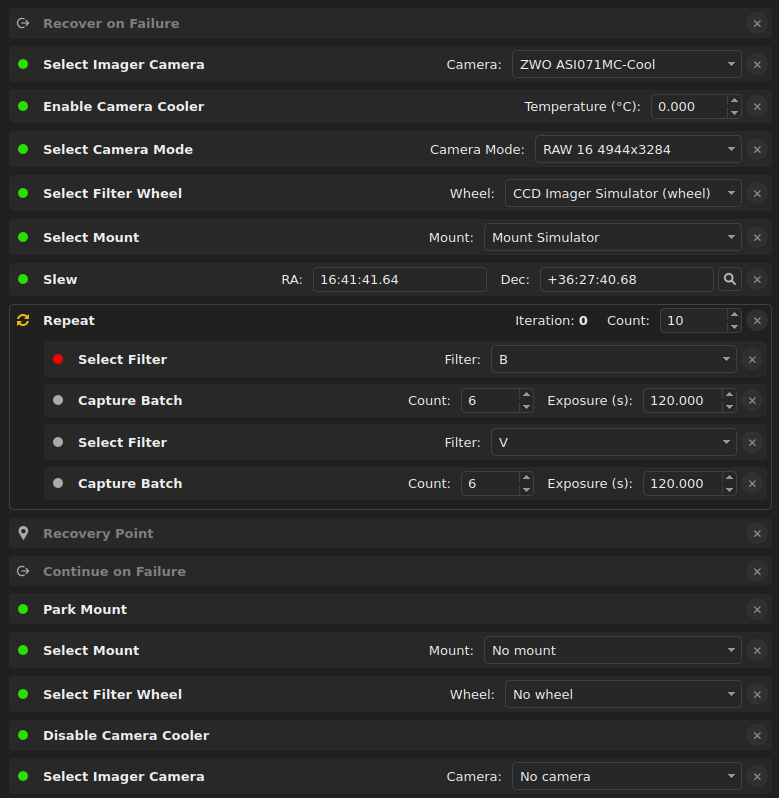 Recover on Failure
Select Imager Camera Camera: ZWO ASI071MC-Cool
Enable Camera Cooler Temperature (°C): 0.000
Select Camera Mode Camera Mode: RAW 16 4944x3284
Select Filter Wheel Wheel: CCD Imager Simulator (wheel)
Select Mount Mount: Mount Simulator
Slew RA: 16:41:41.64 Dec: +36:27:40.68
Repeat Iteration: 0 Count: 10
Select Filter Filter: B
Capture Batch Count: 6 Exposure (s): 120.000
Select Filter Filter: V
Capture Batch Count: 6 Exposure (s): 120.000
Recovery Point
Continue on Failure
Park Mount
Select Mount Mount: No mount
Select Filter Wheel Wheel: No wheel
Disable Camera Cooler
Select Imager Camera Camera: No camera